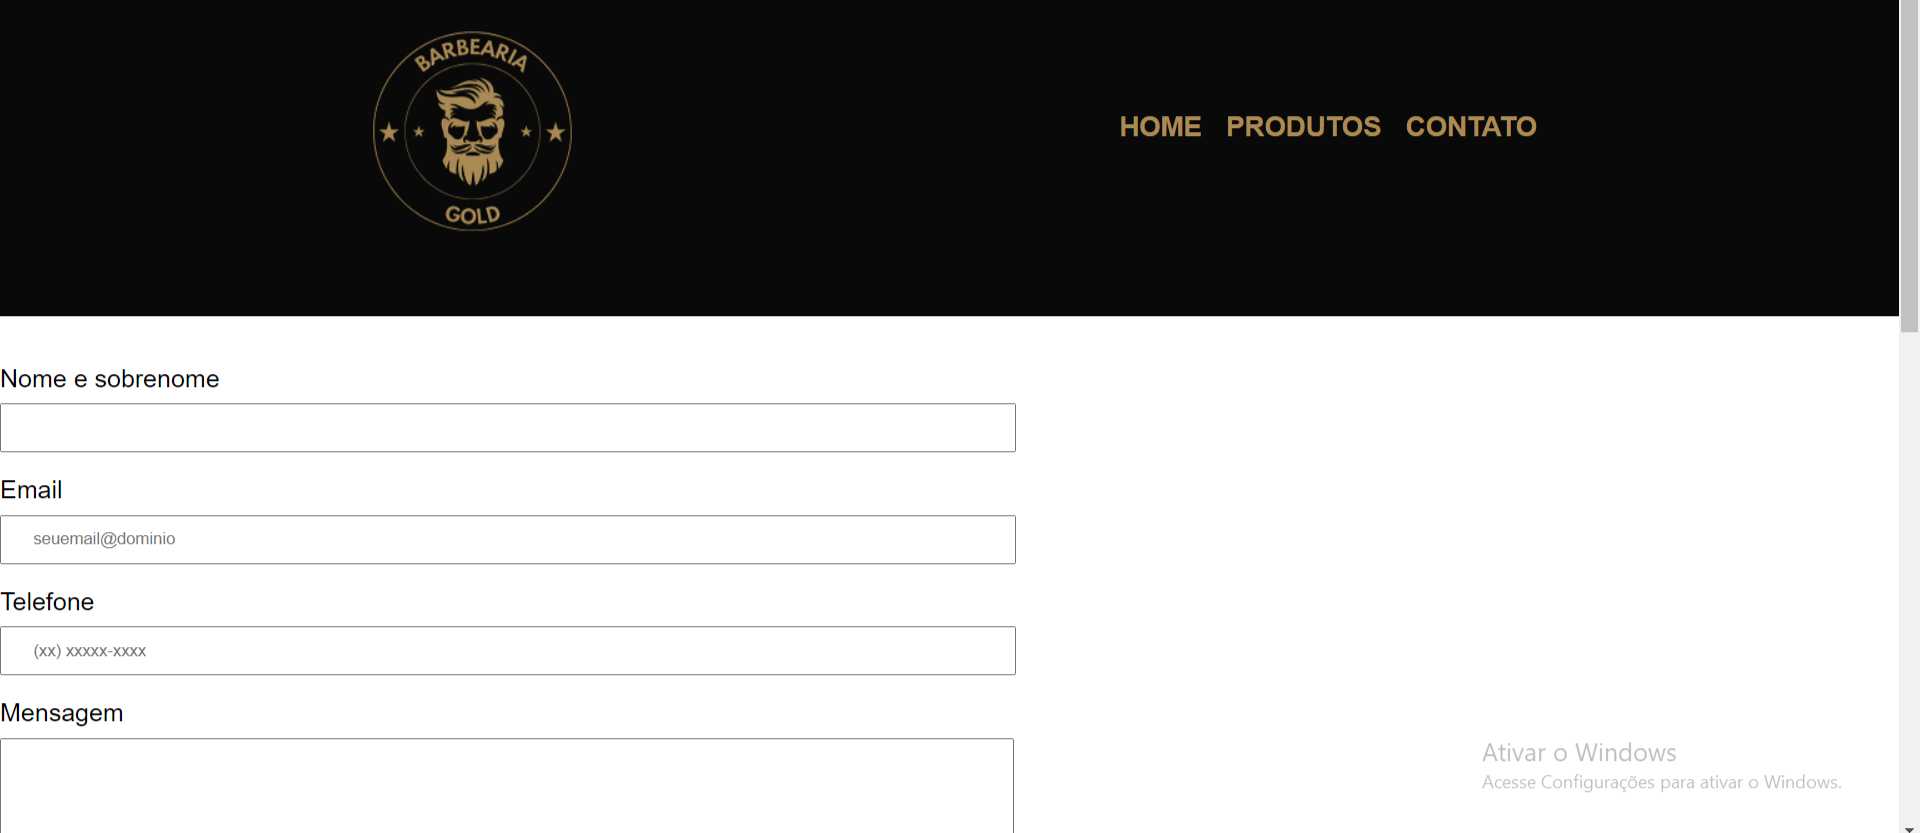 BARBEARIA
GOLD
HOME PRODUTOS CONTATO
Nome e sobrenome
Email
seuemail@dominio
Telefone
(xx) xxxxx-xxxx
Mensagem
Ativar o Windows
Acesse Configurações para ativar o Windows.